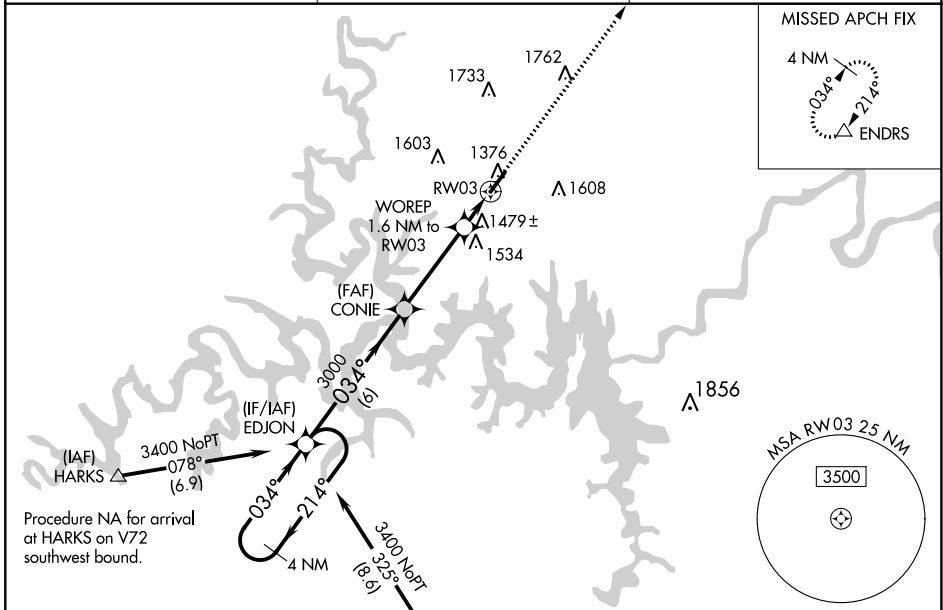 MISSED APCH FIX
4 NM
034°
214°
ENDRS
1762
1733
1603
1376
RW03
1608
WOREP
1.6 NM to
RW03
1479±
1534
(FAF)
CONIE
3000
034°
(6)
1856
(IF/IAF)
EDJON
(IAF)
HARKS
3400 NoPT
078°
(6.9)
034°
214°
4 NM
3400 NoPT
325°
(8.6)
Procedure NA for arrival
at HARKS on V72
southwest bound.
MSA RW03 25 NM
3500